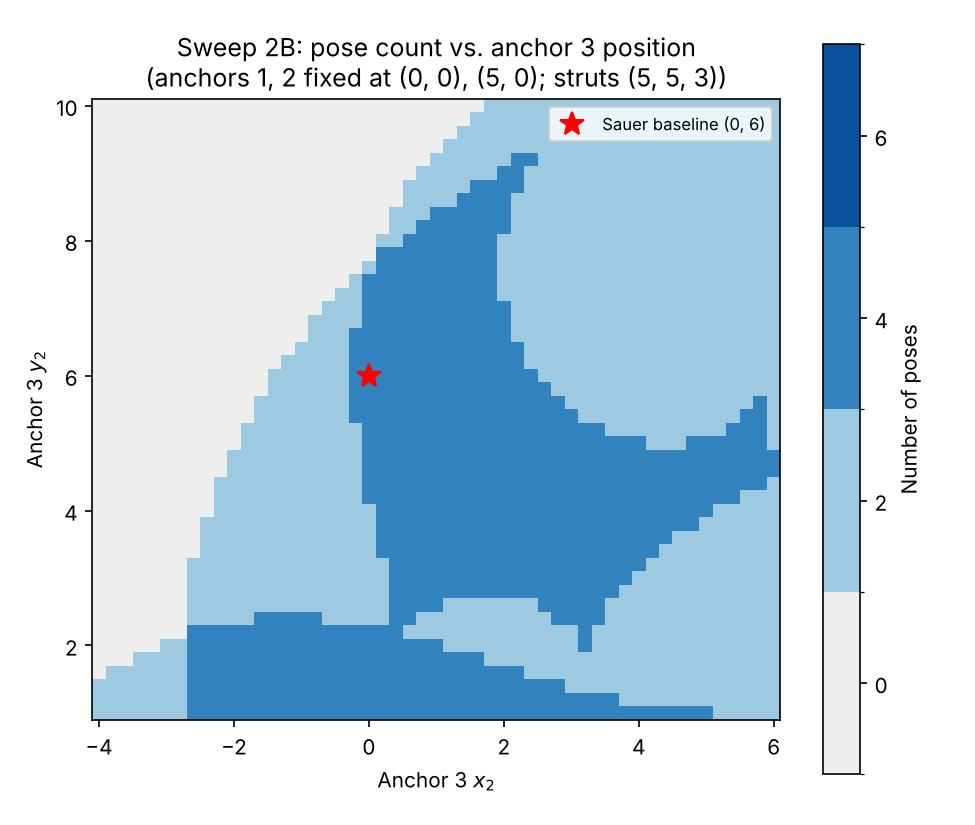 Sweep 2B: pose count vs. anchor 3 position
(anchors 1, 2 fixed at (0, 0), (5, 0); struts (5, 5, 3))
Sauer baseline (0, 6)
10
8
6
4
2
Anchor 3 y₂
−4
−2
0
2
4
6
Anchor 3 x₂
6
4
2
0
Number of poses